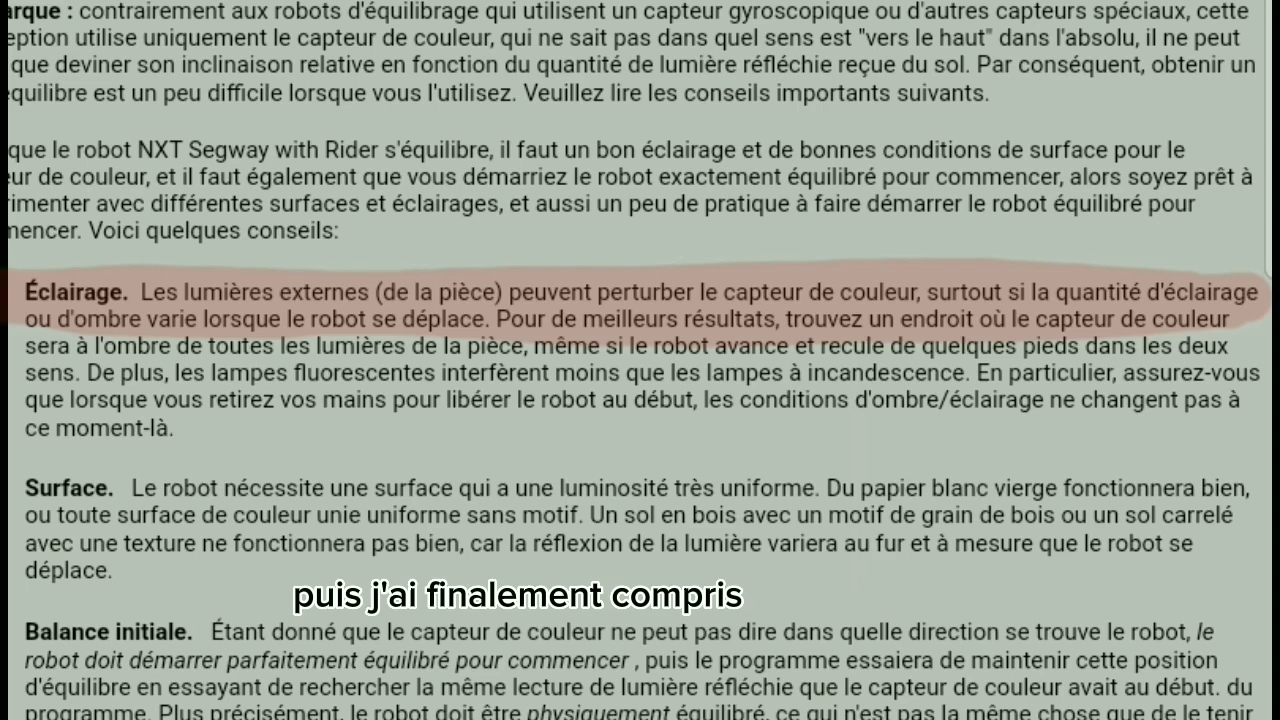 arque : contrairement aux robots d'équilibrage qui utilisent un capteur gyroscopique ou d'autres capteurs spéciaux, cette
eption utilise uniquement le capteur de couleur, qui ne sait pas dans quel sens est "vers le haut" dans l'absolu, il ne peut
que deviner son inclinaison relative en fonction du quantité de lumière réfléchie reçue du sol. Par conséquent, obtenir un
équilibre est un peu difficile lorsque vous l'utilisez. Veuillez lire les conseils importants suivants.
que le robot NXT Segway with Rider s'équilibre, il faut un bon éclairage et de bonnes conditions de surface pour le
eur de couleur, et il faut également que vous démarriez le robot exactement équilibré pour commencer, alors soyez prêt à
rimenter avec différentes surfaces et éclairages, et aussi un peu de pratique à faire démarrer le robot équilibré pour
mencer. Voici quelques conseils:
Éclairage. Les lumières externes (de la pièce) peuvent perturber le capteur de couleur, surtout si la quantité d'éclairage
ou d'ombre varie lorsque le robot se déplace. Pour de meilleurs résultats, trouvez un endroit où le capteur de couleur
sera à l'ombre de toutes les lumières de la pièce, même si le robot avance et recule de quelques pieds dans les deux
sens. De plus, les lampes fluorescentes interfèrent moins que les lampes à incandescence. En particulier, assurez-vous
que lorsque vous retirez vos mains pour libérer le robot au début, les conditions d'ombre/éclairage ne changent pas à
ce moment-là.
Surface. Le robot nécessite une surface qui a une luminosité très uniforme. Du papier blanc vierge fonctionnera bien,
ou toute surface de couleur unie uniforme sans motif. Un sol en bois avec un motif de grain de bois ou un sol carrelé
avec une texture ne fonctionnera pas bien, car la réflexion de la lumière variera au fur et à mesure que le robot se
déplace.
puis j'ai finalement compris
Balance initiale. Étant donné que le capteur de couleur ne peut pas dire dans quelle direction se trouve le robot, le
robot doit démarrer parfaitement équilibré pour commencer , puis le programme essaiera de maintenir cette position
d'équilibre en essayant de rechercher la même lecture de lumière réfléchie que le capteur de couleur avait au début. du
programme. Plus précisément, le robot doit être physiquement équilibré, ce qui n'est pas la même chose que de le tenir